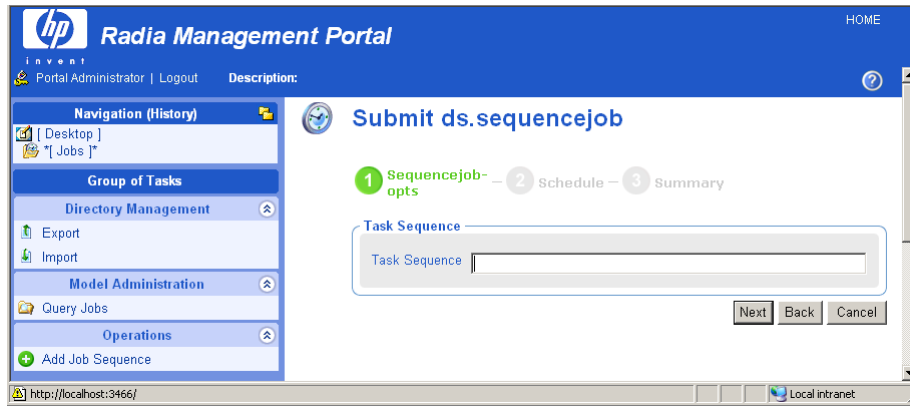 HOME
hp
Radia Management Portal
invent
Portal Administrator | Logout Description:
?
Navigation (History)
[ Desktop ]
*[ Jobs ]*
Group of Tasks
Directory Management
Export
Import
Model Administration
Query Jobs
Operations
Add Job Sequence
Submit ds.sequencejob
1 Sequencejob-
opts
– 2 Schedule – 3 Summary
Task Sequence
Task Sequence
Next Back Cancel
http://localhost:3466/
Local intranet